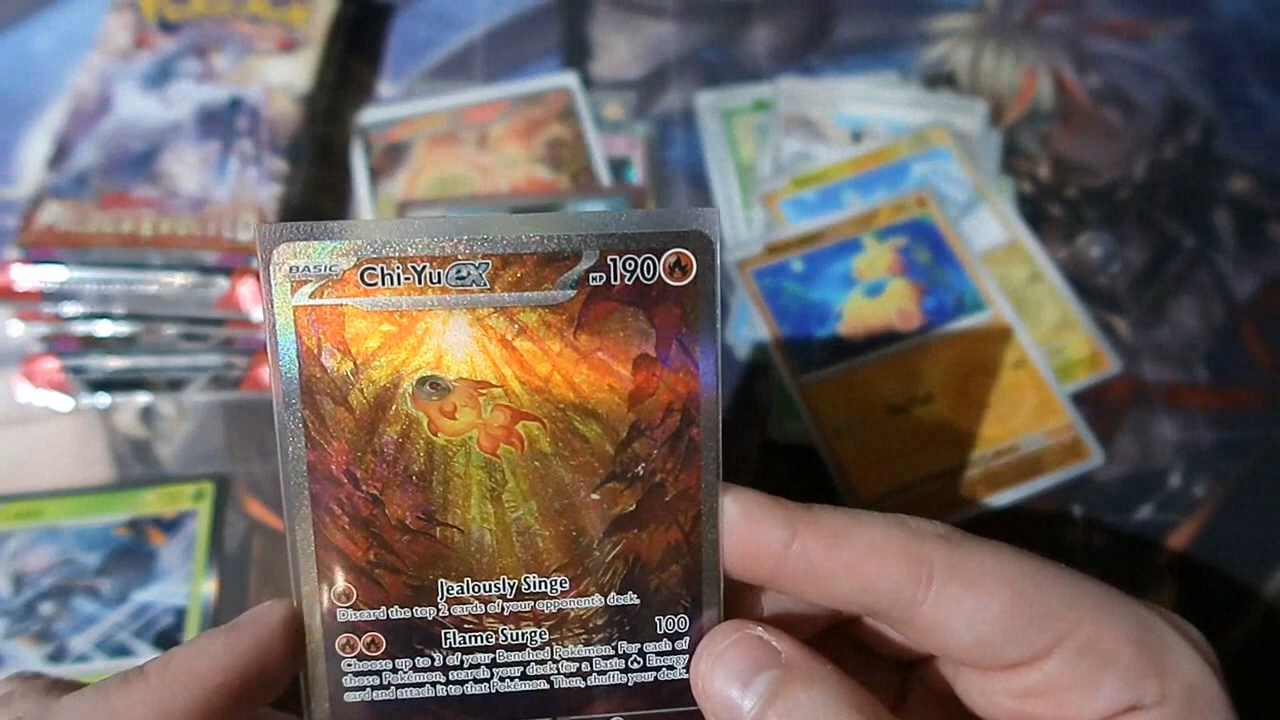 POKÉMON
BASIC Chi-Yu ex HP 190
Jealously Singe
Discard the top 2 cards of your opponent's deck.
Flame Surge 100
Choose up to 3 of your Benched Pokémon. For each of
those Pokémon, search your deck for a Basic Energy
card and attach it to that Pokémon. Then, shuffle your deck.